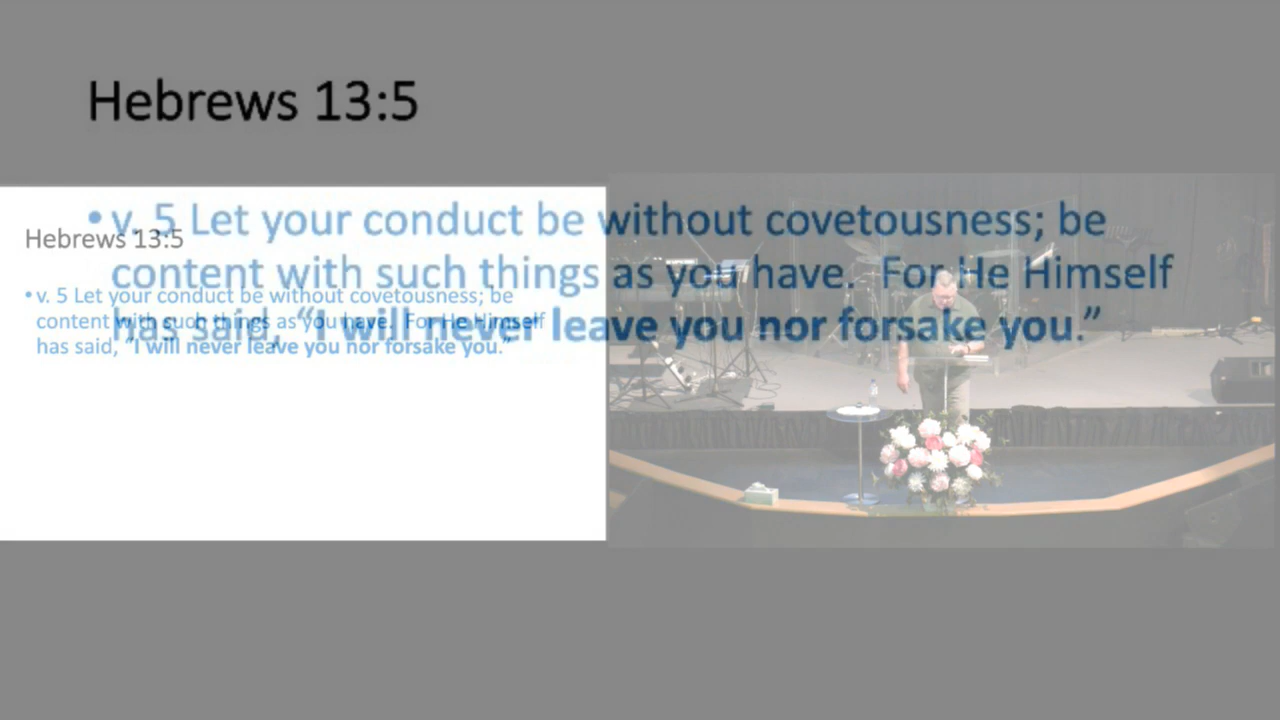 Hebrews 13:5
• v. 5 Let your conduct be without covetousness; be
content with such things as you have.  For He Himself
has said, “I will never leave you nor forsake you.”
Hebrews 13:5
• v. 5 Let your conduct be without covetousness; be
content with such things as you have.  For He Himself
has said, “I will never leave you nor forsake you.”